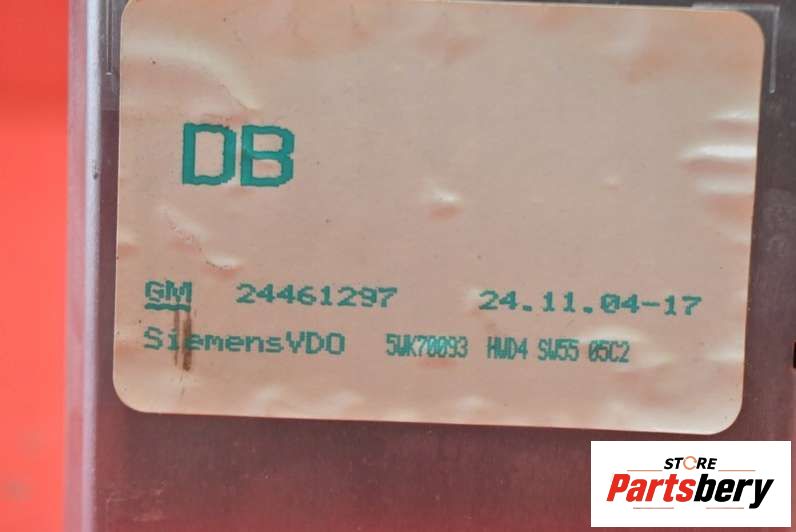 DB
GM 24461297 24.11.04-17
SiemensVDO 5WK70093 HWD4 SW55 05C2
STORE
Partsbery